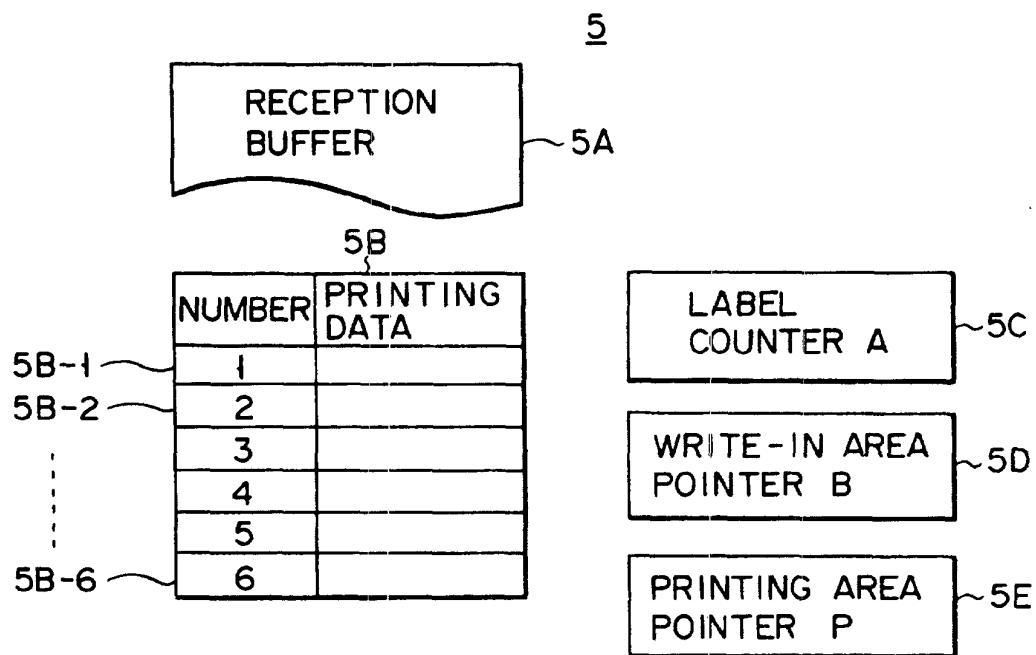 5
RECEPTION
BUFFER
5A
5B
NUMBER PRINTING
DATA
5B-1 1
5B-2 2
3
4
5
5B-6 6
LABEL
COUNTER A
5C
WRITE-IN AREA
POINTER B
5D
PRINTING AREA
POINTER P
5E